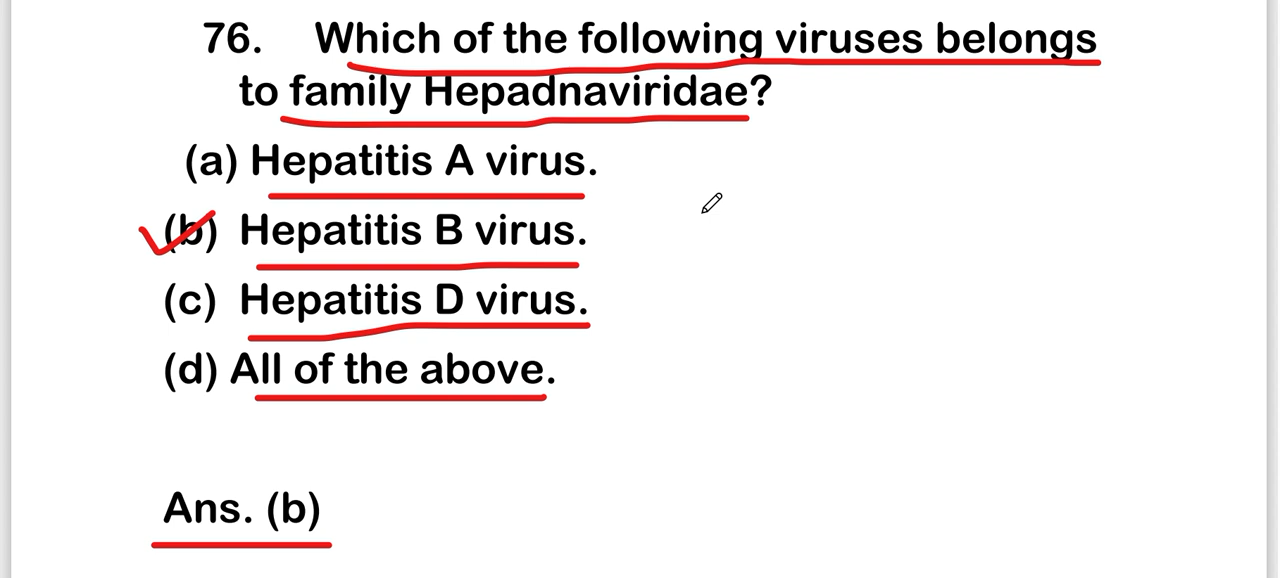 76. Which of the following viruses belongs
to family Hepadnaviridae?
(a) Hepatitis A virus.
(b) Hepatitis B virus.
(c) Hepatitis D virus.
(d) All of the above.
Ans. (b)